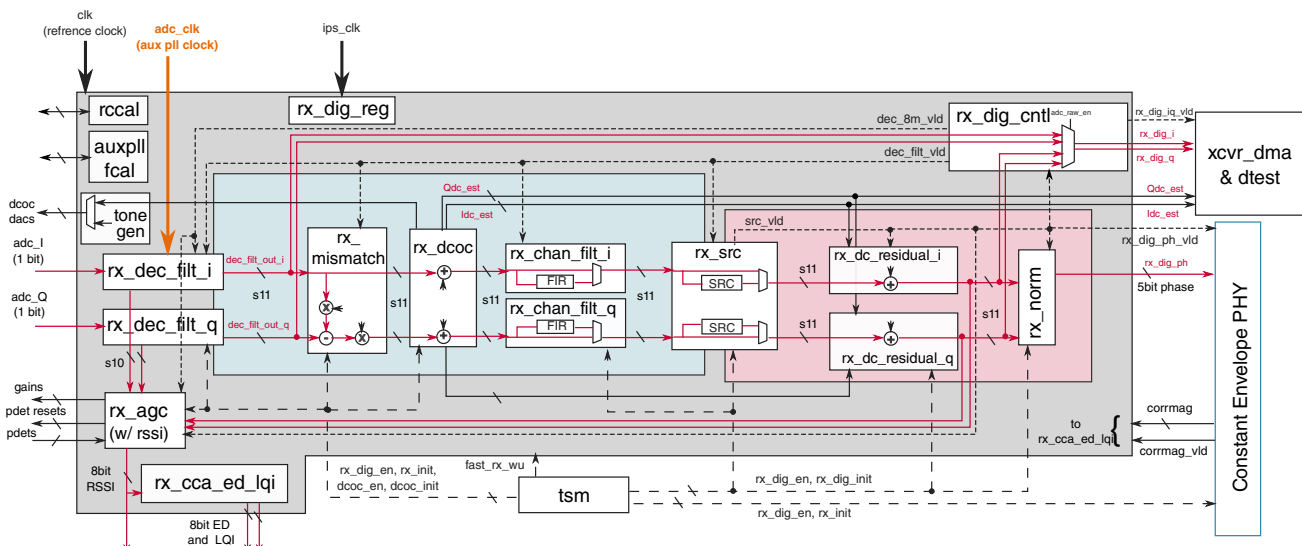 clk
(refrence clock)
adc_clk
(aux pll clock)
ips_clk
rccal
rx_dig_reg
rx_dig_cntl
adc_raw_en
rx_dig_iq_vld
dec_8m_vld
rx_dig_i
rx_dig_q
xcvr_dma
& dtest
auxpll
fcal
dec_filt_vld
dcoc
dacs
tone
gen
Qdc_est
Idc_est
Qdc_est
Idc_est
src_vld
rx_dig_ph_vld
adc_I
(1 bit)
rx_dec_filt_i
dec_filt_out_i
s11
rx_
mismatch
rx_dcoc
s11
s11
rx_chan_filt_i
FIR
s11
rx_src
SRC
s11
rx_dc_residual_i
s11
rx_norm
rx_dig_ph
5bit phase
adc_Q
(1 bit)
rx_dec_filt_q
dec_filt_out_q
s11
x
-
x
+
+
rx_chan_filt_q
FIR
SRC
s11
+
+
rx_dc_residual_q
s10
Constant Envelope PHY
gains
pdet resets
pdets
rx_agc
(w/ rssi)
to
rx_cca_ed_lqi
{
corrmag
corrmag_vld
8bit
RSSI
rx_cca_ed_lqi
rx_dig_en, rx_init,
dcoc_en, dcoc_init
fast_rx_wu
tsm
rx_dig_en, rx_dig_init
rx_dig_en, rx_init
8bit ED
and LQI